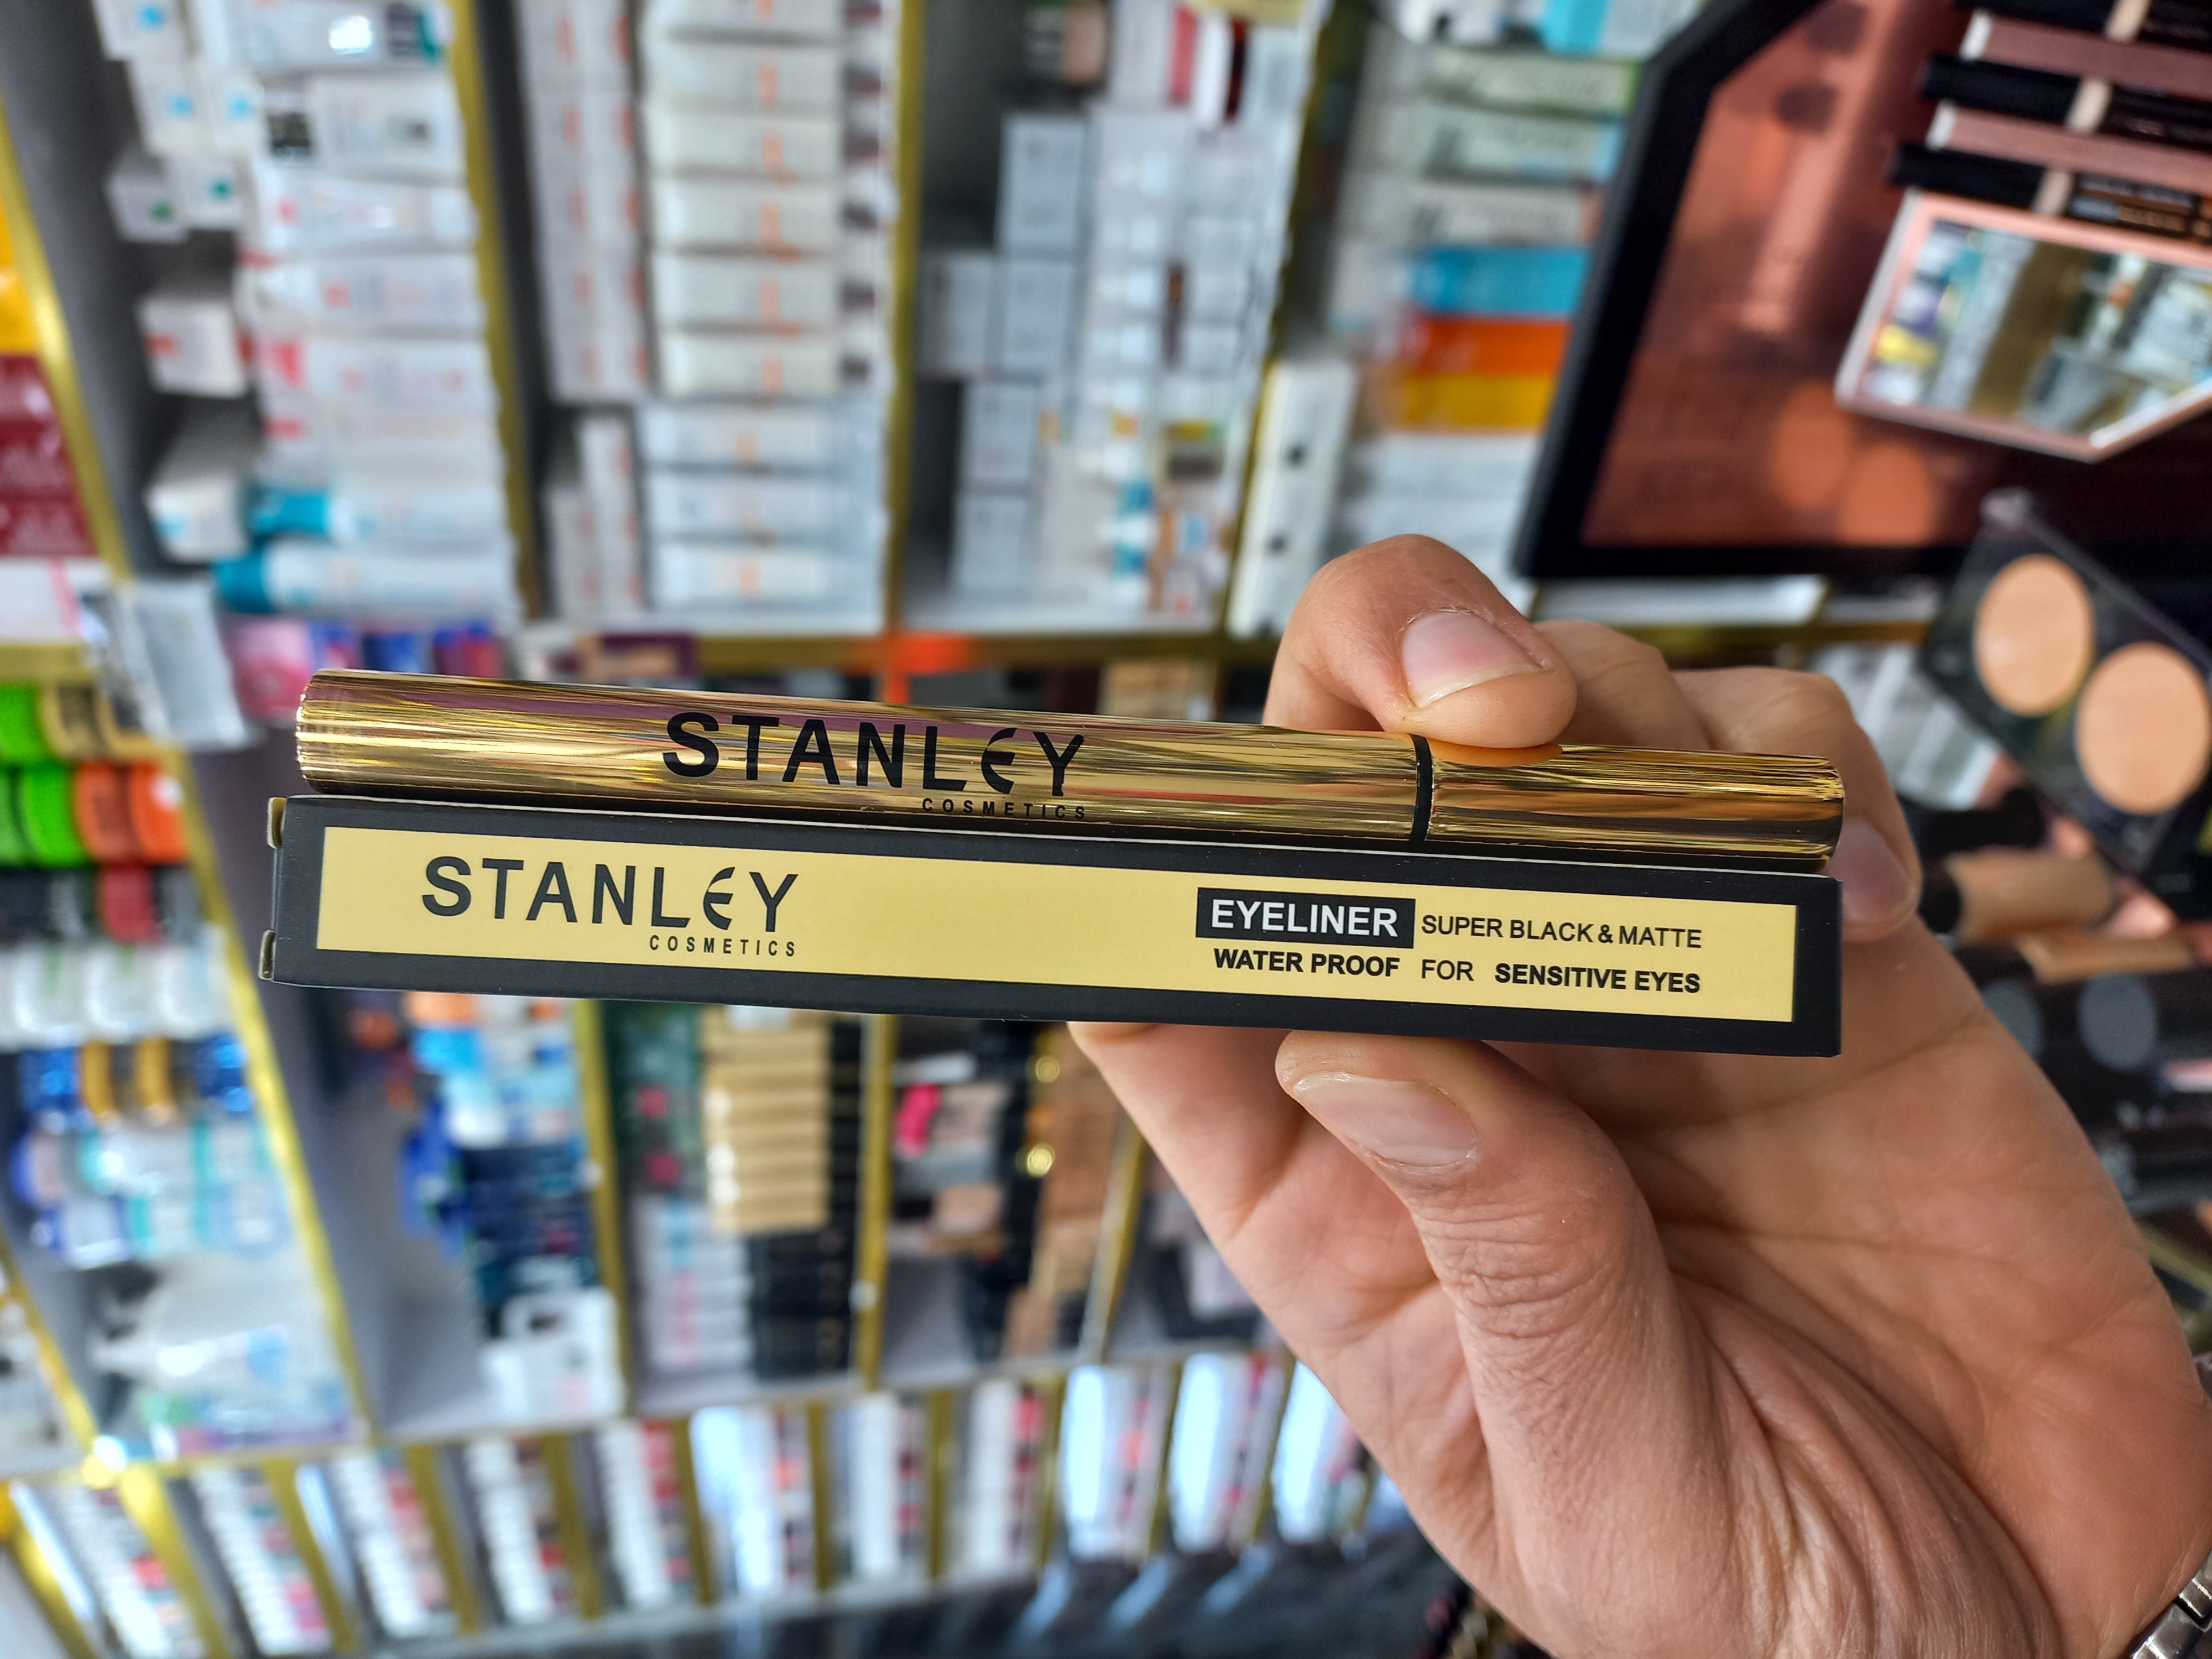 STANLEY
COSMETICS
STANLEY
COSMETICS
EYELINER SUPER BLACK & MATTE
WATER PROOF FOR SENSITIVE EYES